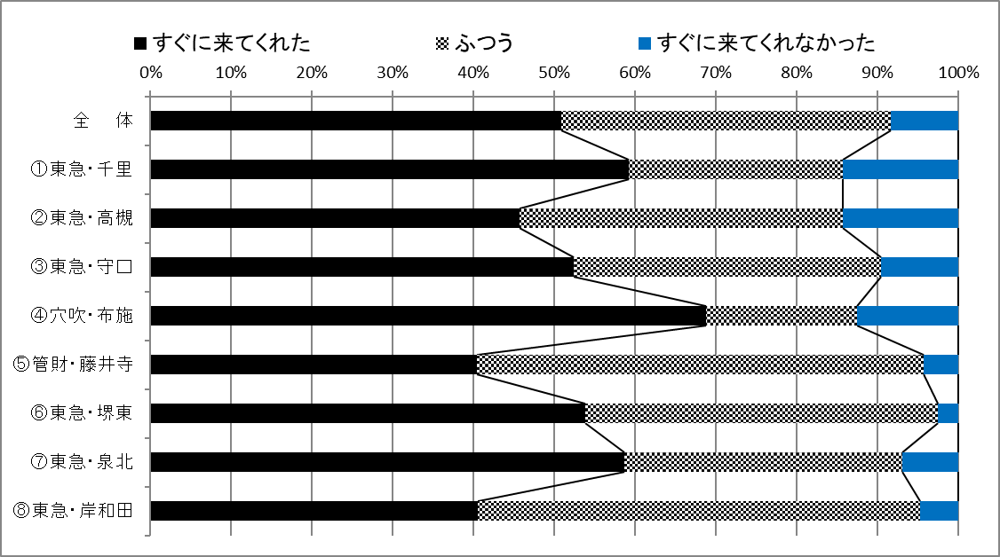 すぐに来てくれた ふつう すぐに来てくれなかった
0% 10% 20% 30% 40% 50% 60% 70% 80% 90% 100%
全 体
①東急・千里
②東急・高槻
③東急・守口
④穴吹・布施
⑤管財・藤井寺
⑥東急・堺東
⑦東急・泉北
⑧東急・岸和田